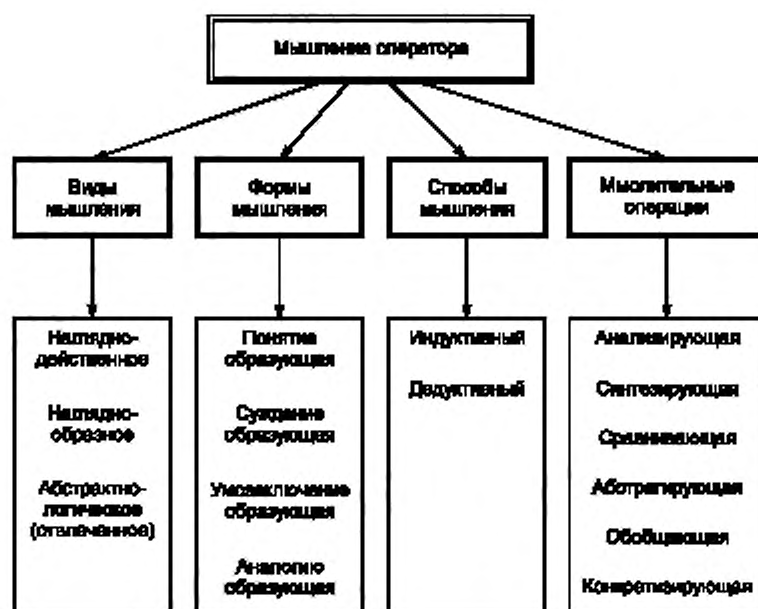 Мышление оператора
Виды
мышления
Формы
мышления
Способы
мышления
Мыслительные
операции
Наглядно-
действенное
Наглядно-
образное
Абстрактно-
логическое
(отвлеченное)
Понятие
образующая
Суждение
образующая
Умозаключение
образующая
Аналогию
образующая
Индуктивный
Дедуктивный
Анализирующая
Синтезирующая
Сравнивающая
Абстрагирующая
Обобщающая
Конкретизирующая